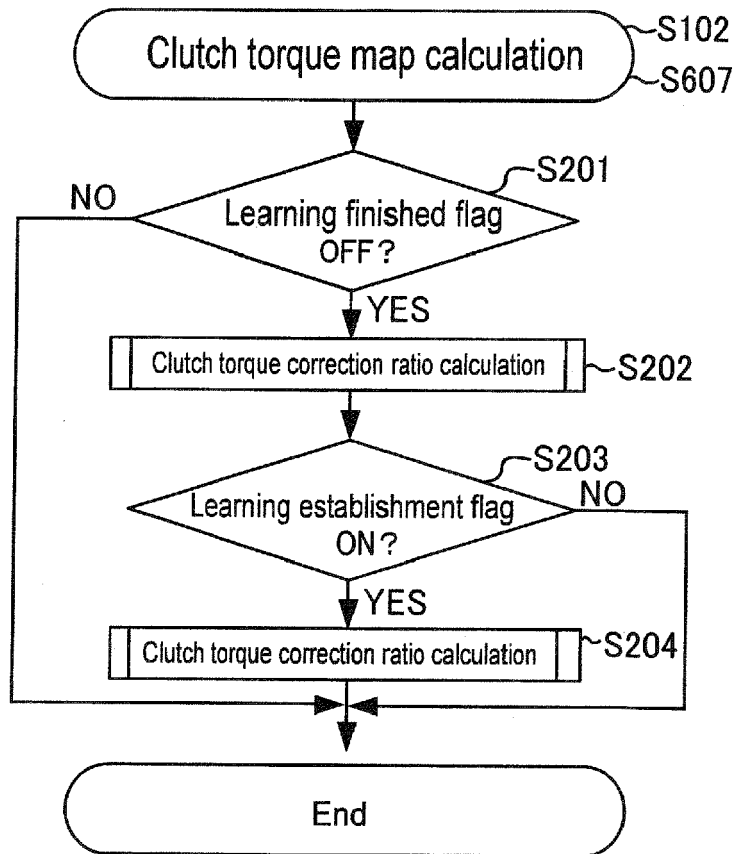 Clutch torque map calculation
S102
S607
S201
NO
Learning finished flag
OFF?
YES
Clutch torque correction ratio calculation
S202
S203
NO
Learning establishment flag
ON?
YES
Clutch torque correction ratio calculation
S204
End